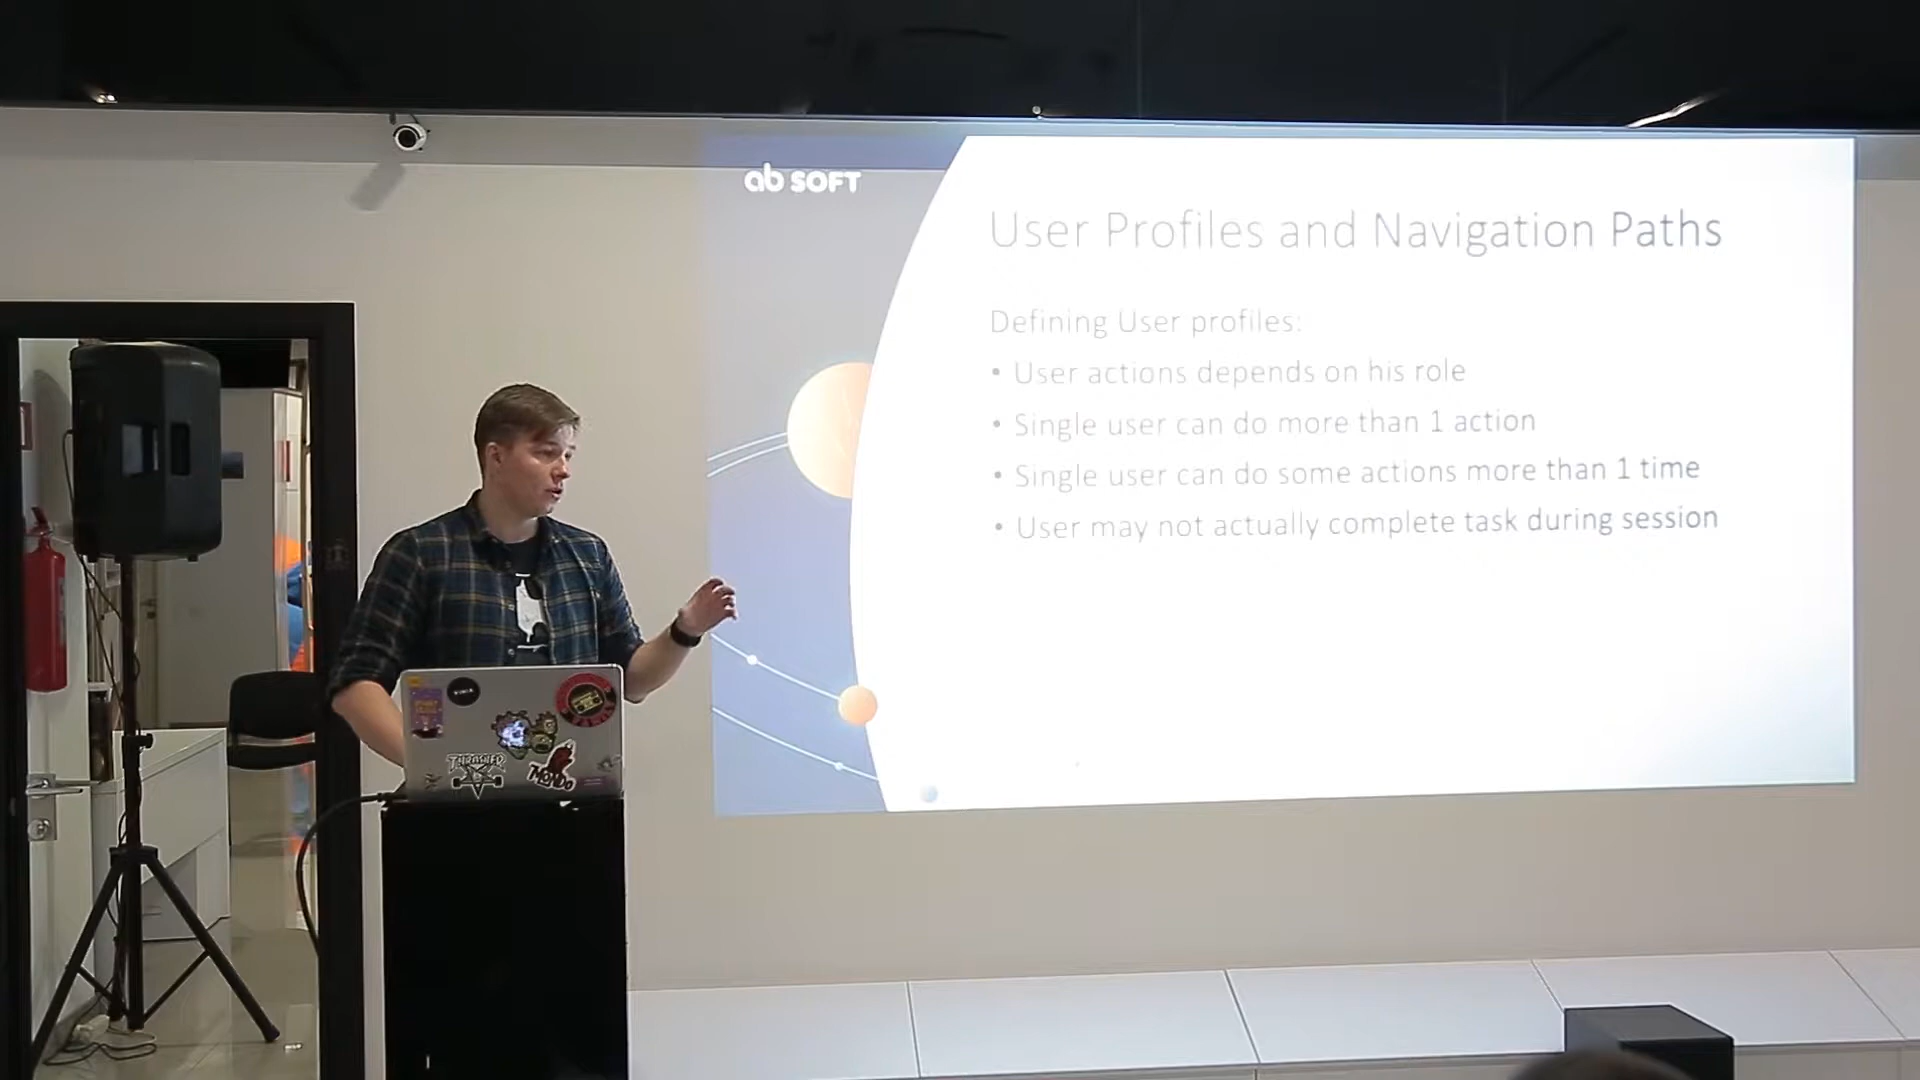 ab SOFT
User Profiles and Navigation Paths
Defining User profiles:
• User actions depends on his role
• Single user can do more than 1 action
• Single user can do some actions more than 1 time
• User may not actually complete task during session
THRASHER